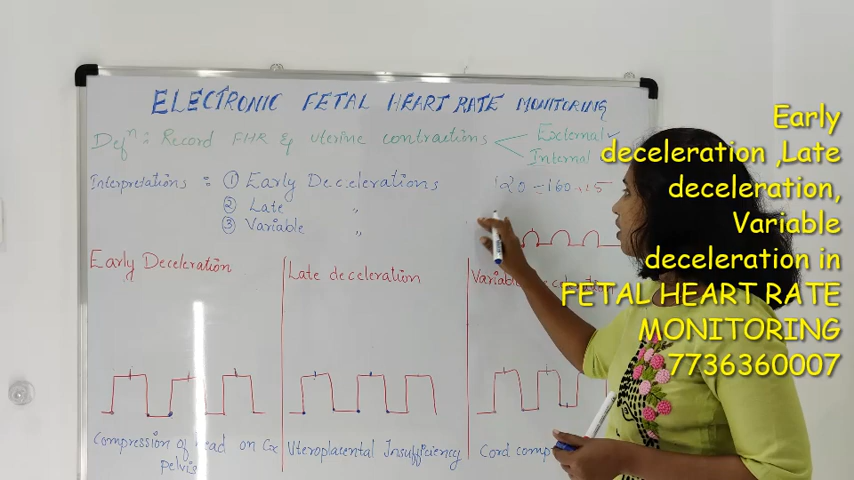 ELECTRONIC FETAL HEART RATE MONITORING
Defⁿ: Record FHR & uterine contractions
External ✓
Internal
Interpretations = ① Early Decelerations
② Late "
③ Variable "
120 - 160
Early Deceleration
Late deceleration
Variable
Compression of head on Cx
Pelvis
Uteroplacental Insufficiency
Cord
Early
deceleration ,Late
deceleration,
Variable
deceleration in
FETAL HEART RATE
MONITORING
7736360007